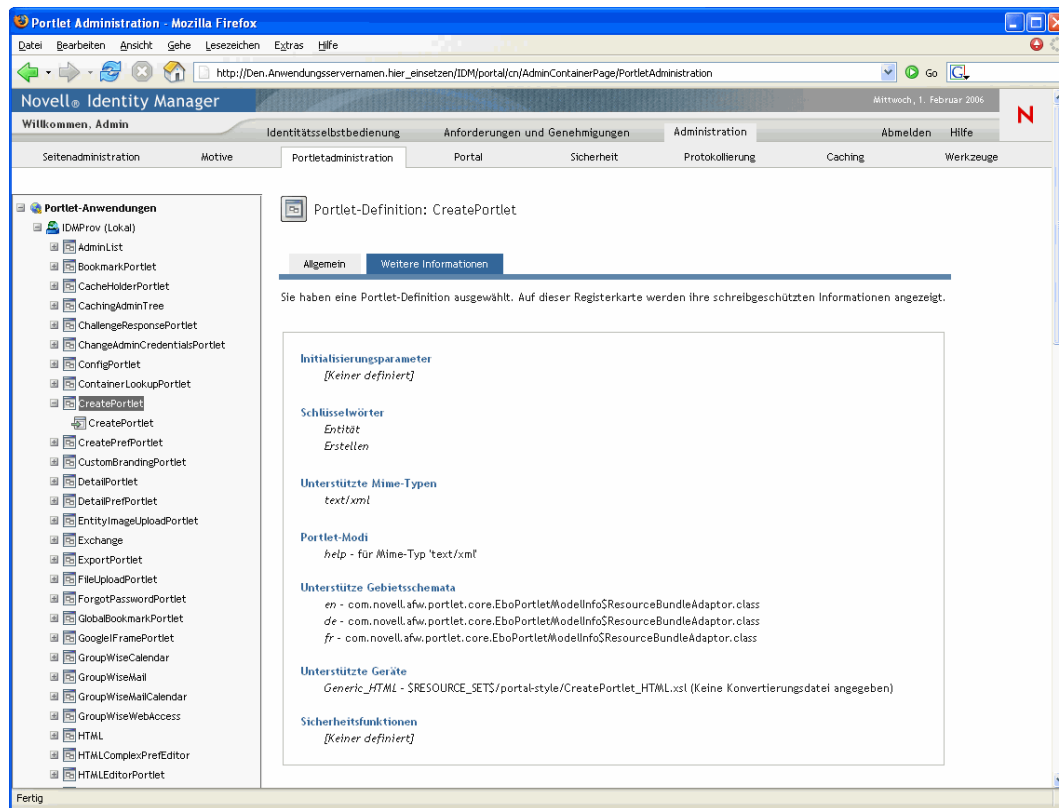 Portlet Administration - Mozilla Firefox
Datei Bearbeiten Ansicht Gehe Lesezeichen Extras Hilfe
http://Den.Anwendungsservernamen.hier_einsetzen/IDM/portal/cn/AdminContainerPage/PortletAdministration
Go
G
Novell® Identity Manager
Mittwoch, 1. Februar 2006
N
Willkommen, Admin
Identitätsselbstbedienung Anforderungen und Genehmigungen Administration Abmelden Hilfe
Seitenadministration Motive Portletadministration Portal Sicherheit Protokollierung Caching Werkzeuge
Portlet-Anwendungen
IDMProv (Lokal)
AdminList
BookmarkPortlet
CacheHolderPortlet
CachingAdminTree
ChallengeResponsePortlet
ChangeAdminCredentialsPortlet
ConfigPortlet
ContainerLookupPortlet
CreatePortlet
CreatePortlet
CreatePrefPortlet
CustomBrandingPortlet
DetailPortlet
DetailPrefPortlet
EntityImageUploadPortlet
Exchange
ExportPortlet
FileUploadPortlet
ForgotPasswordPortlet
GlobalBookmarkPortlet
GoogleIFramePortlet
GroupWiseCalendar
GroupWiseMail
GroupWiseMailCalendar
GroupWiseWebAccess
HTML
HTMLComplexPrefEditor
HTMLEditorPortlet
Portlet-Definition: CreatePortlet
Allgemein Weitere Informationen
Sie haben eine Portlet-Definition ausgewählt. Auf dieser Registerkarte werden ihre schreibgeschützten Informationen angezeigt.
Initialisierungsparameter
[Keiner definiert]
Schlüsselwörter
Entität
Erstellen
Unterstützte Mime-Typen
text/xml
Portlet-Modi
help - für Mime-Typ 'text/xml'
Unterstütze Gebietsschemata
en - com.novell.afw.portlet.core.EboPortletModelInfo$ResourceBundleAdaptor.class
de - com.novell.afw.portlet.core.EboPortletModelInfo$ResourceBundleAdaptor.class
fr - com.novell.afw.portlet.core.EboPortletModelInfo$ResourceBundleAdaptor.class
Unterstützte Geräte
Generic_HTML - $RESOURCE_SET$/portal-style/CreatePortlet_HTML.xsl (Keine Konvertierungsdatei angegeben)
Sicherheitsfunktionen
[Keiner definiert]
Fertig